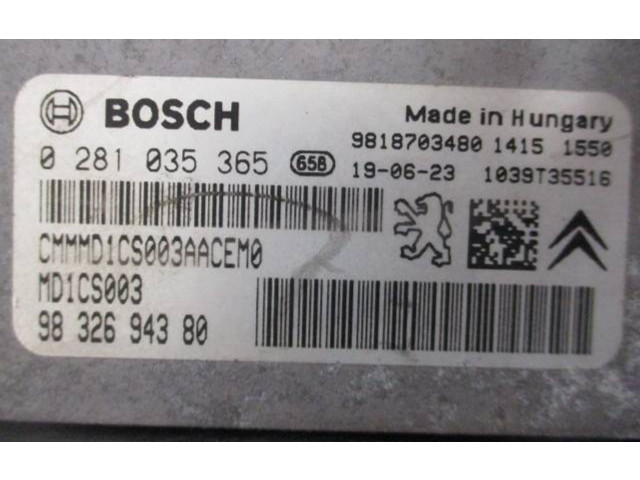 BOSCH
Made in Hungary
9818703480 1415 1550
0 281 035 365 65B 19-06-23 1039T35516
CMMMD1CS003AACEM0
MD1CS003
98 326 943 80